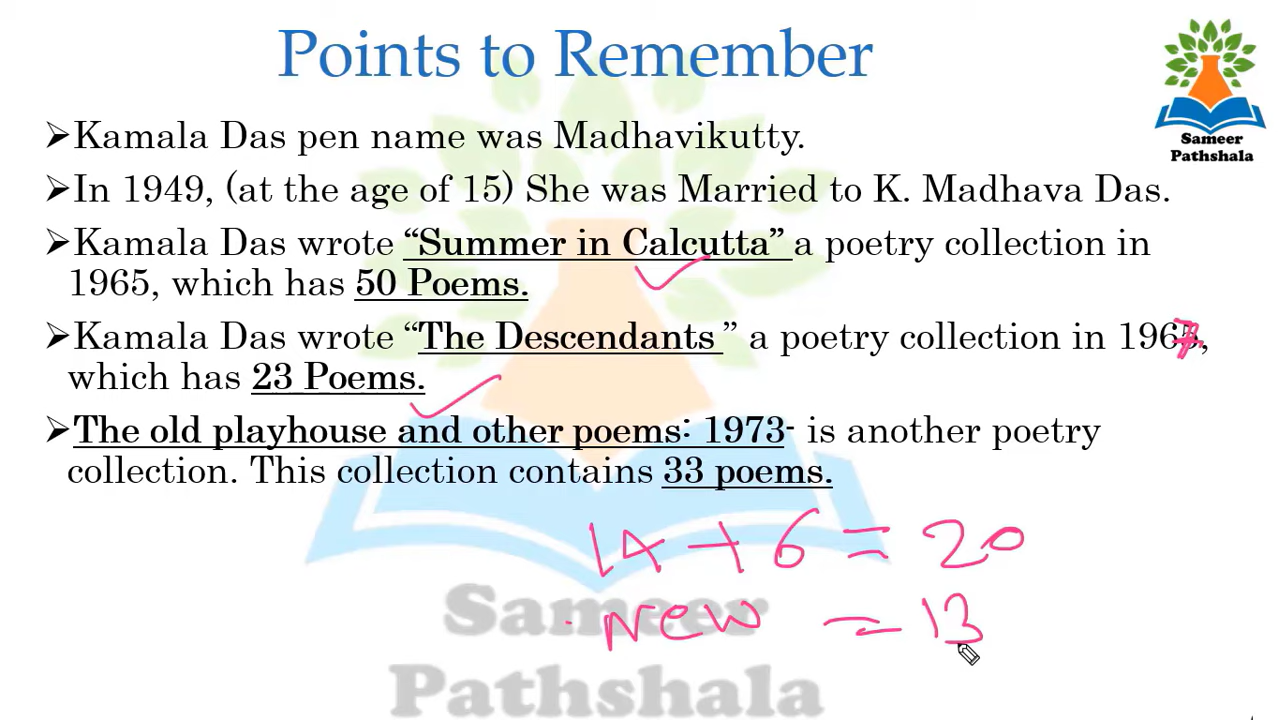 Points to Remember
Sameer
Pathshala
➢Kamala Das pen name was Madhavikutty.
➢In 1949, (at the age of 15) She was Married to K. Madhava Das.
➢Kamala Das wrote “Summer in Calcutta” a poetry collection in
1965, which has 50 Poems.
➢Kamala Das wrote “The Descendants ” a poetry collection in 1967,
which has 23 Poems.
➢The old playhouse and other poems: 1973- is another poetry
collection. This collection contains 33 poems.
14 + 6 = 20
New = 13
Sameer
Pathshala